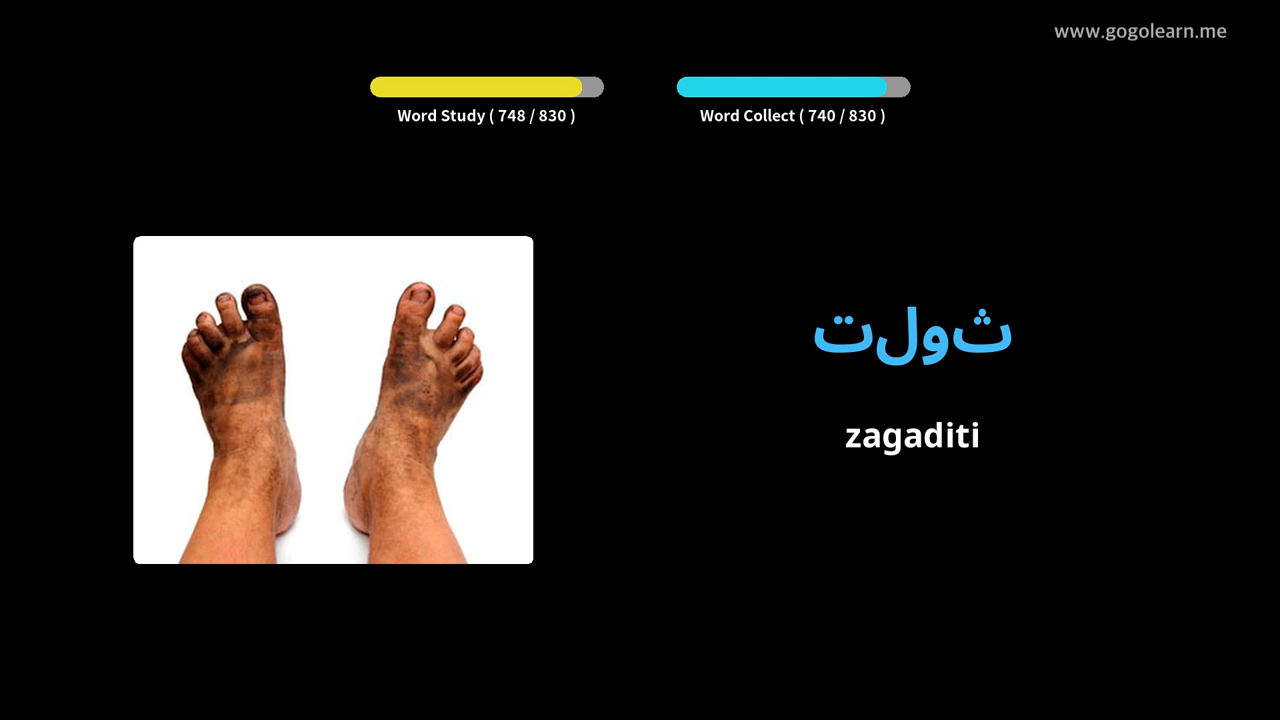 www.gogolearn.me
Word Study ( 748 / 830 )
Word Collect ( 740 / 830 )
ثولت
zagaditi